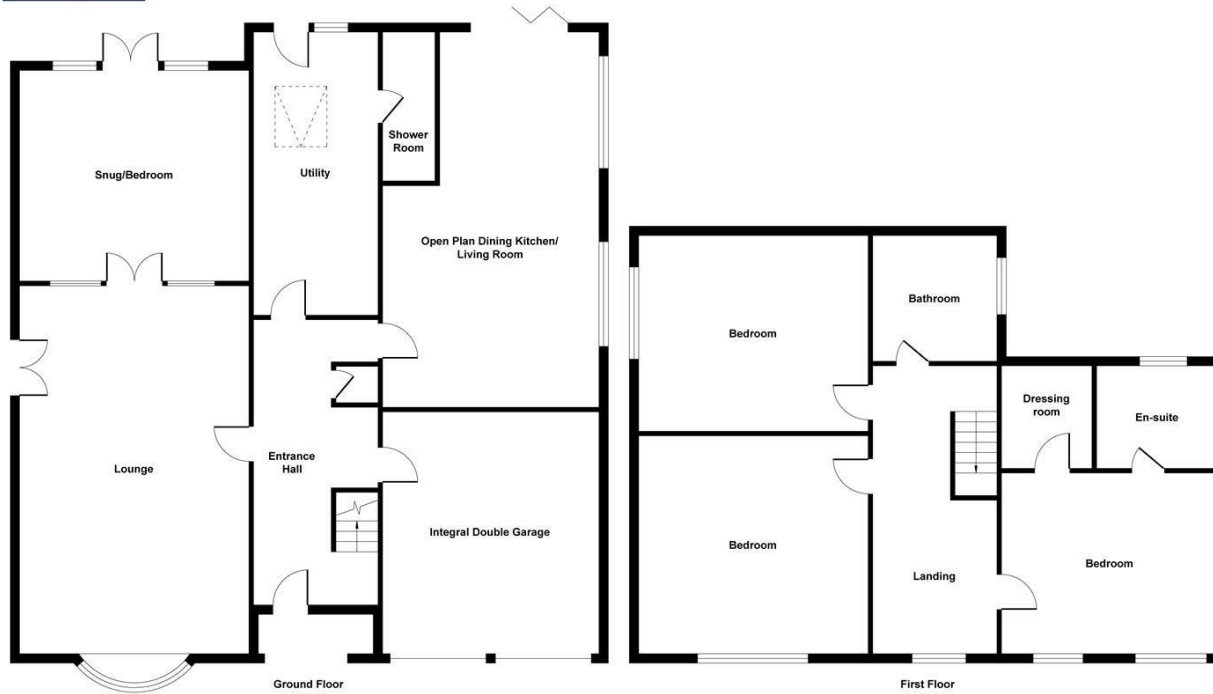 Snug/Bedroom
Utility
Shower
Room
Open Plan Dining Kitchen/
Living Room
Lounge
Entrance
Hall
Integral Double Garage
Ground Floor
Bedroom
Bathroom
Dressing
room
En-suite
Bedroom
Landing
Bedroom
First Floor